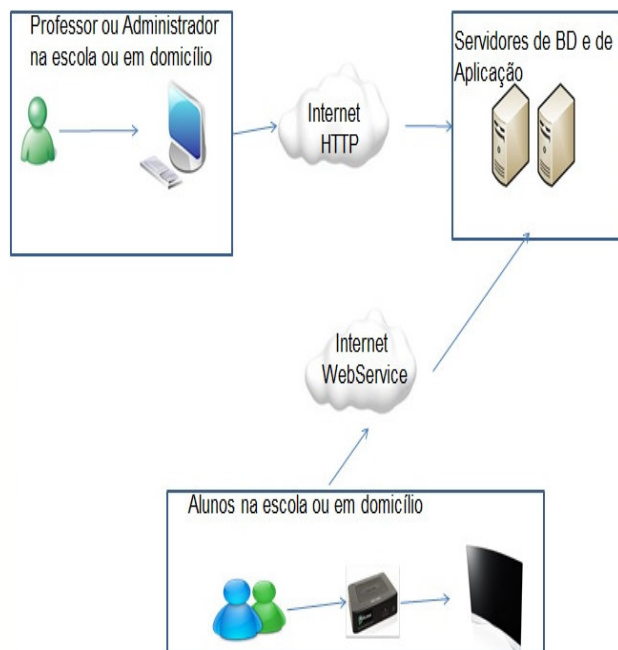 Professor ou Administrador
na escola ou em domicílio
Internet
HTTP
Servidores de BD e de
Aplicação
Internet
WebService
Alunos na escola ou em domicílio